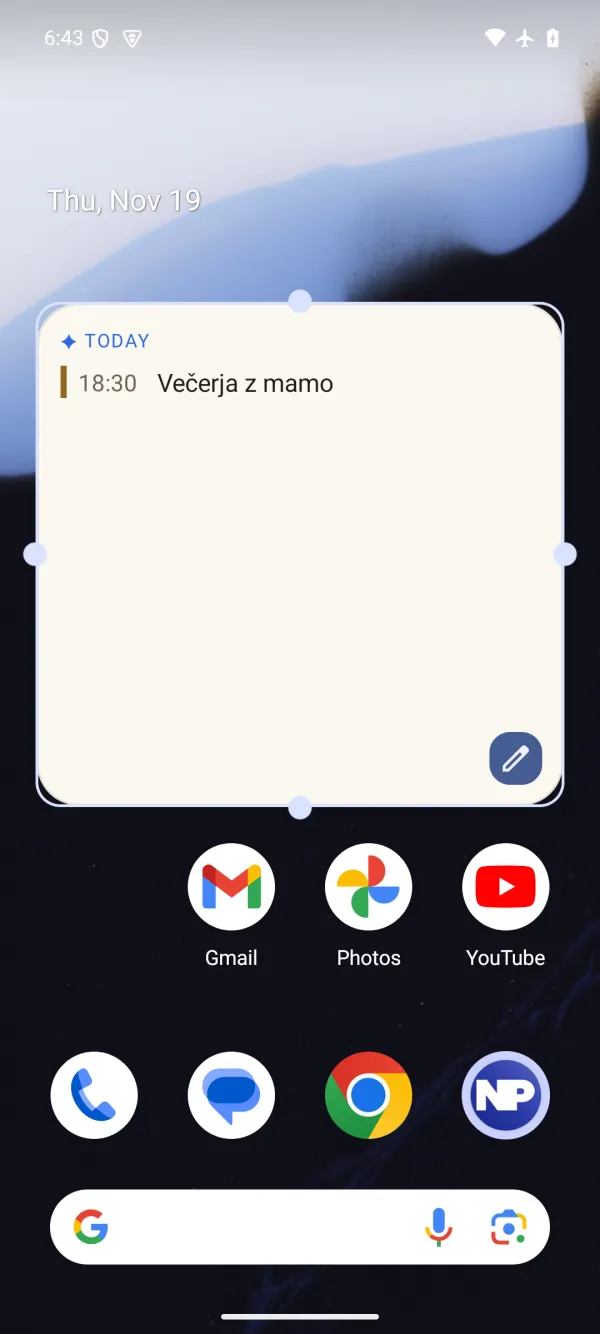 6:43
Thu, Nov 19
TODAY
18:30 Večerja z mamo
Gmail
Photos
YouTube
NP